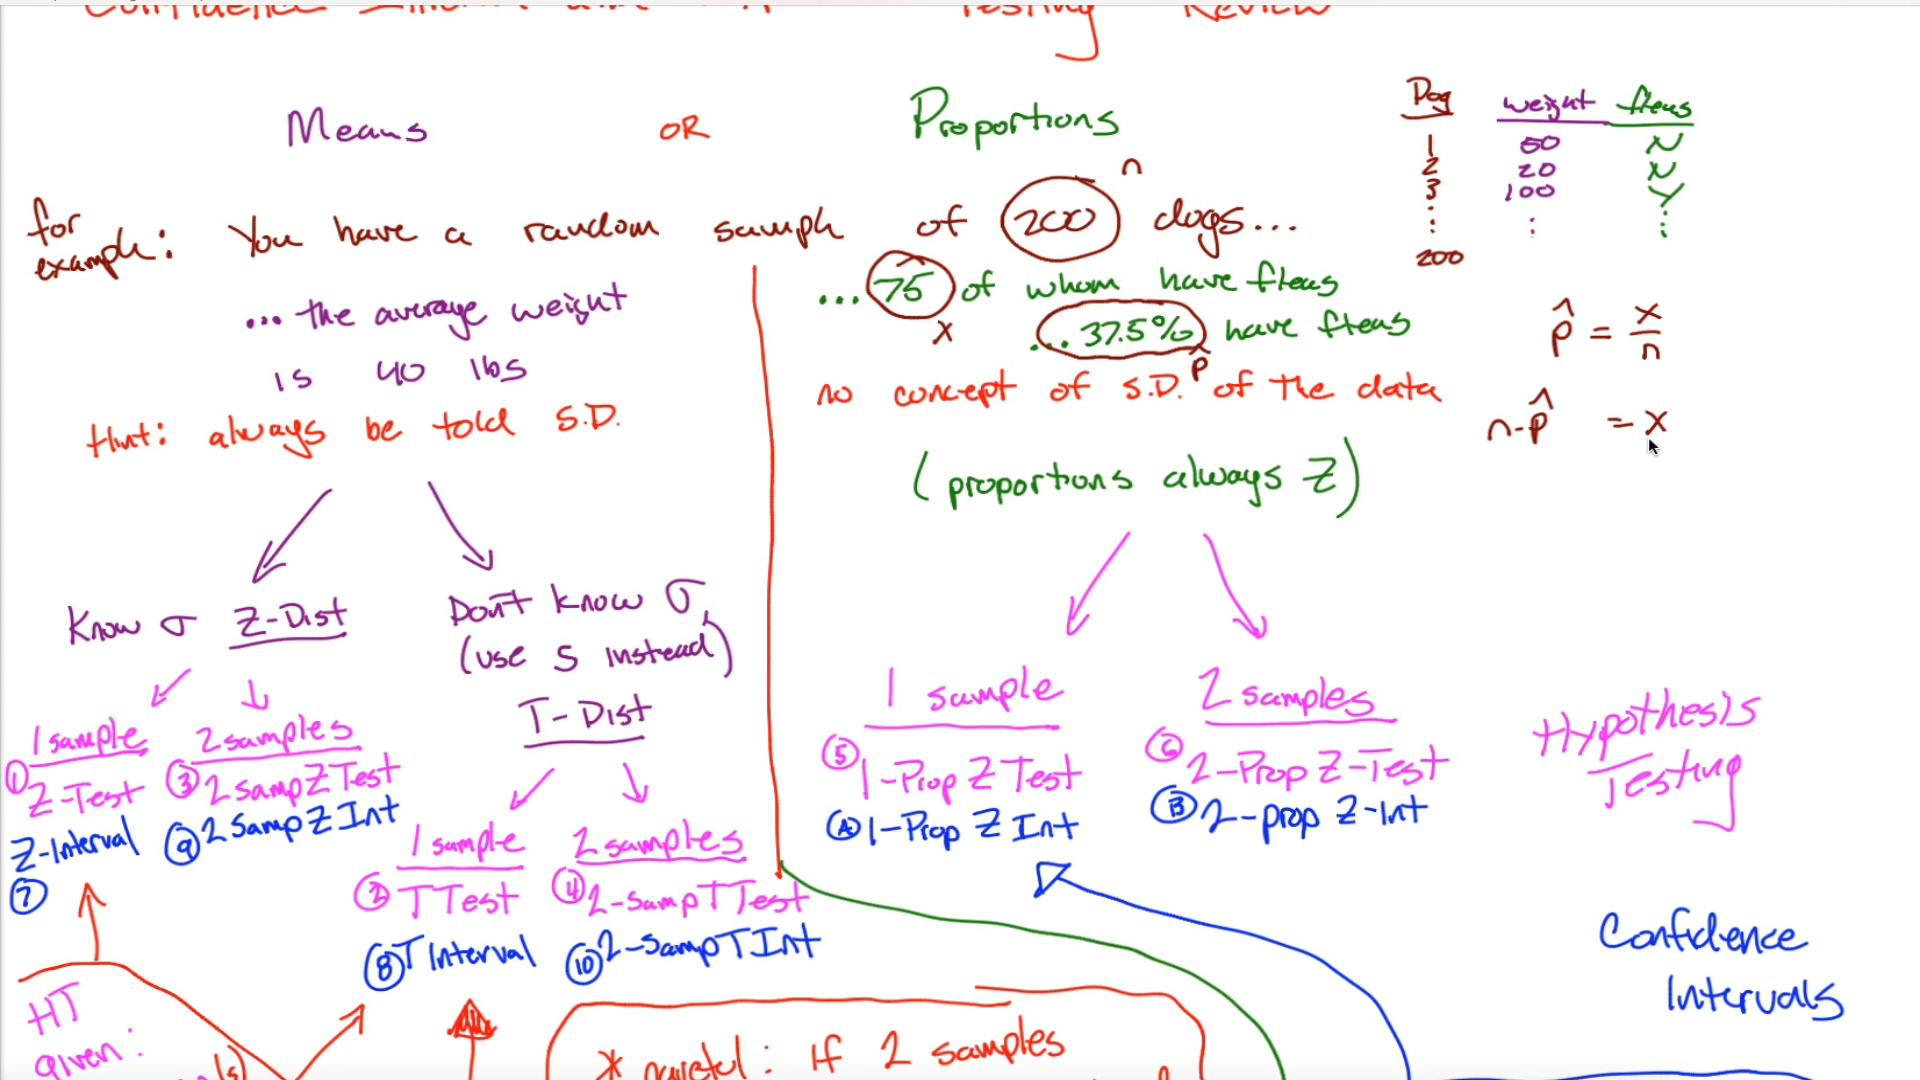 Testing Review
Means OR Proportions
Dog weight fleas
1 50 N
2 20 N
3 100 Y
200
for example: You have a random sample of 200 dogs...
n
... the average weight
is 40 lbs
Hint: always be told S.D.
... 75 of whom have fleas
x
... 37.5% have fleas
p̂
no concept of S.D. of the data
(proportions always Z)
p̂ = x/n
n·p̂ = x
Know σ Z-Dist
Don't know σ,
(use S instead)
T-Dist
1 sample
① Z-Test
Z-Interval
⑦
2 samples
③ 2 Samp Z Test
⑨ 2 Samp Z Int
1 sample
② T Test
⑧ T Interval
2 samples
④ 2-Samp T Test
⑩ 2-Samp T Int
1 sample
⑤ 1-Prop Z Test
Ⓐ 1-Prop Z Int
2 samples
⑥ 2-Prop Z-Test
Ⓑ 2-prop Z-Int
Hypothesis
Testing
Confidence
Intervals
HT
given:
* careful: if 2 samples